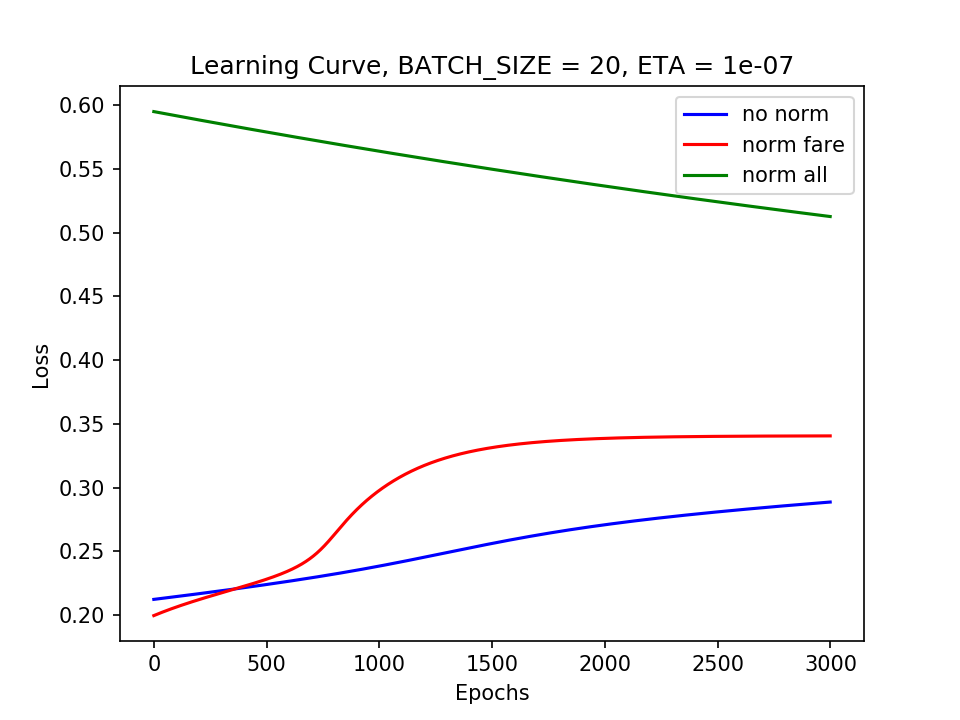 Learning Curve, BATCH_SIZE = 20, ETA = 1e-07
no norm
norm fare
norm all
0.60
0.55
0.50
0.45
0.40
0.35
0.30
0.25
0.20
Loss
0 500 1000 1500 2000 2500 3000
Epochs